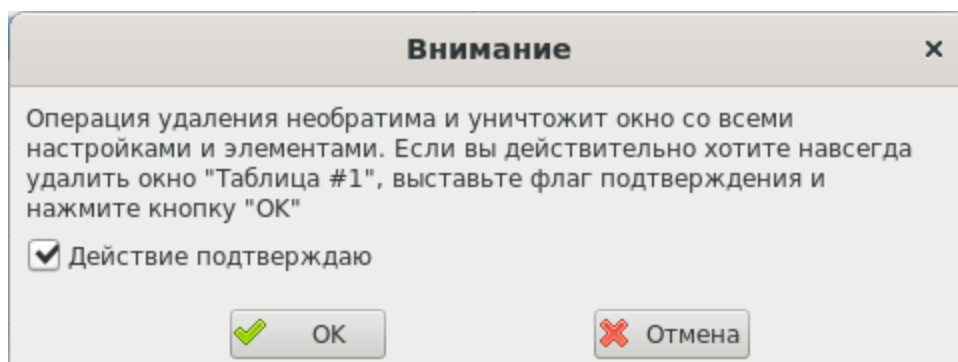 Внимание
Операция удаления необратима и уничтожит окно со всеми
настройками и элементами. Если вы действительно хотите навсегда
удалить окно "Таблица #1", выставьте флаг подтверждения и
нажмите кнопку "OK"
Действие подтверждаю
OK
Отмена